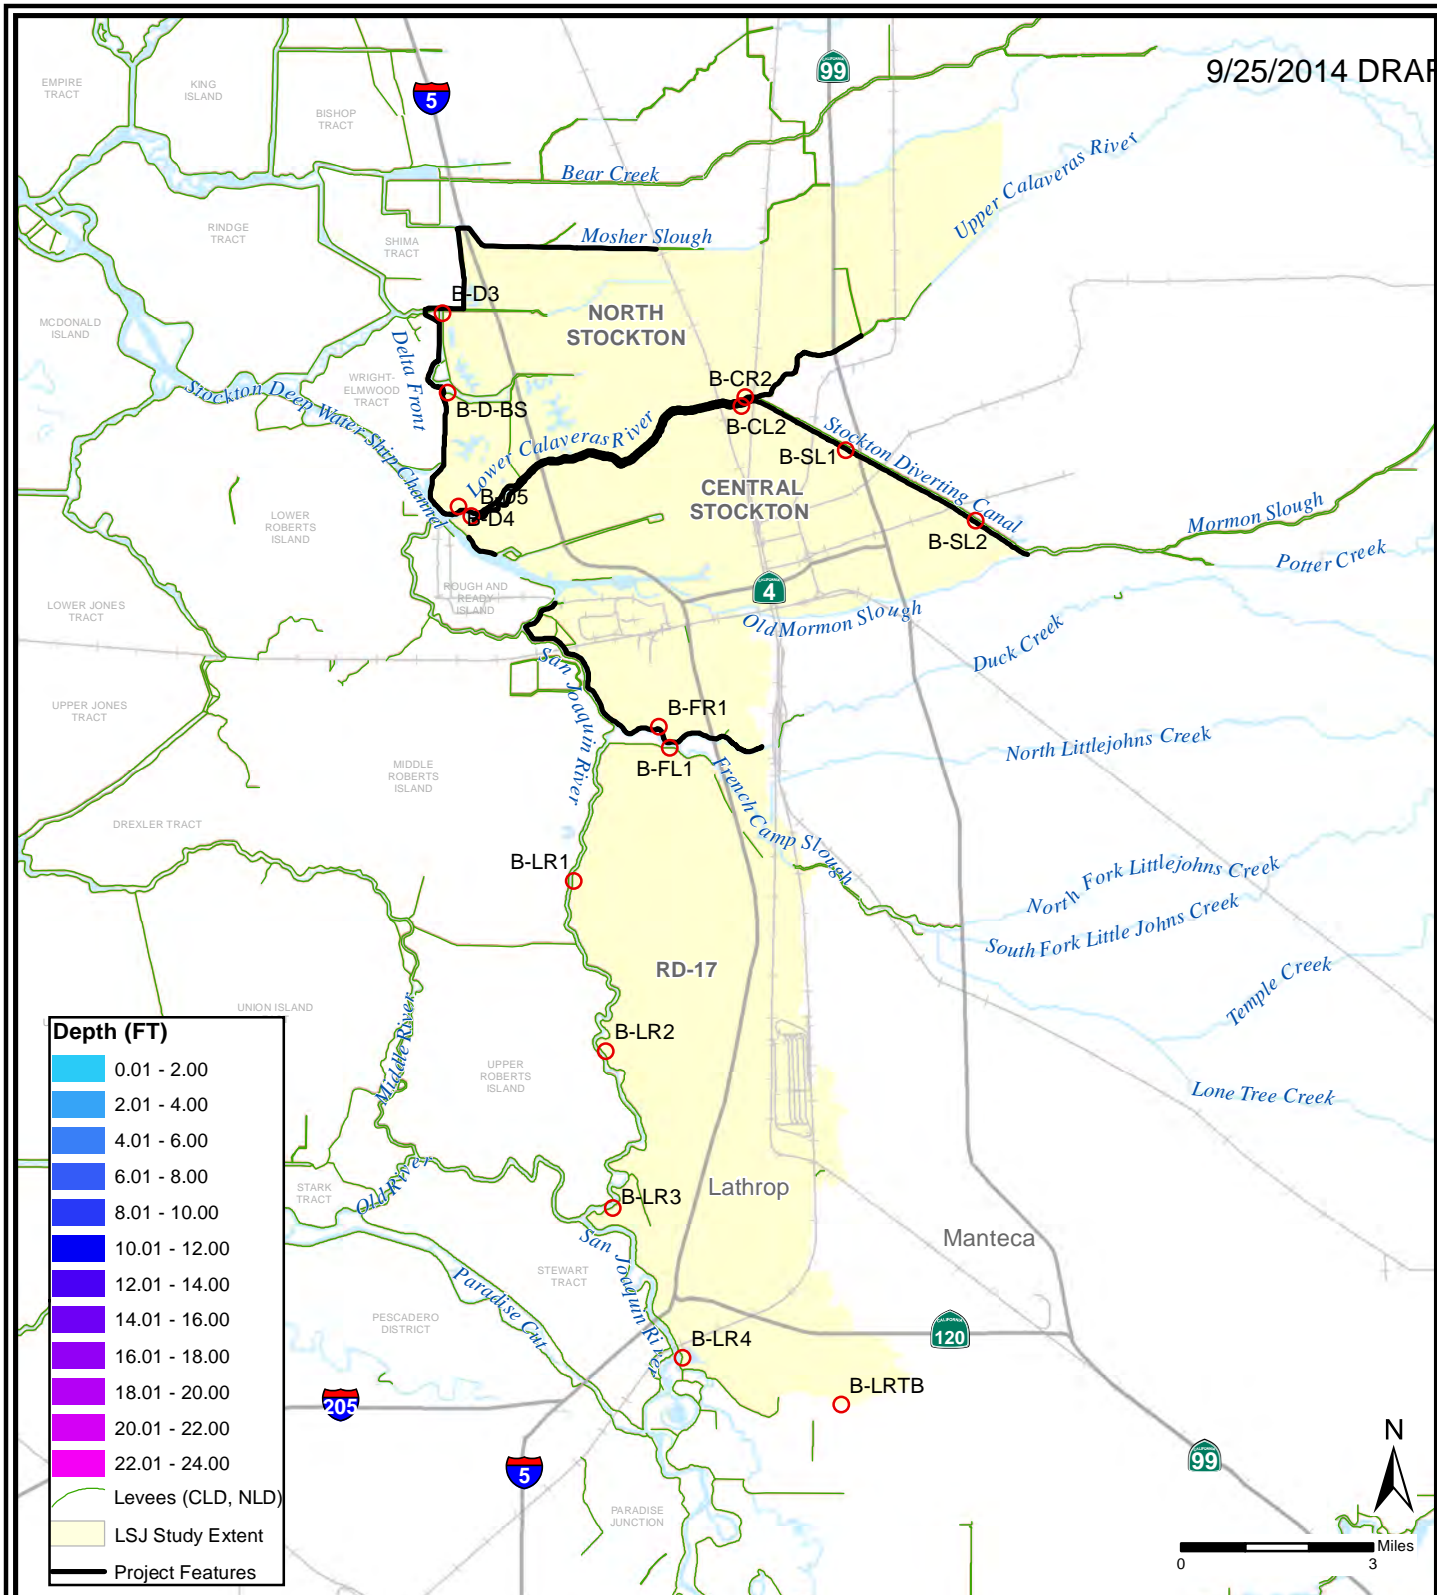 9/25/2014 DRAF
EMPIRE
TRACT
KING
ISLAND
BISHOP
TRACT
5
CALIFORNIA
99
Bear Creek
Upper Calaveras River
RINDGE
TRACT
SHIMA
TRACT
Mosher Slough
B-D3
NORTH
STOCKTON
MCDONALD
ISLAND
Delta Front
WRIGHT-
ELMWOOD
TRACT
B-CR2
B-D-BS
B-CL2
Stockton Deep Water Ship Channel
Lower Calaveras River
Stockton Diverting Canal
B-SL1
CENTRAL
STOCKTON
B-D5
B-D4
LOWER
ROBERTS
ISLAND
B-SL2
Mormon Slough
Potter Creek
ROUGH AND
READY
ISLAND
CALIFORNIA
4
LOWER JONES
TRACT
Old Mormon Slough
Duck Creek
San Joaquin River
UPPER JONES
TRACT
B-FR1
B-FL1
North Littlejohns Creek
MIDDLE
ROBERTS
ISLAND
French Camp Slough
DREXLER TRACT
B-LR1
North Fork Littlejohns Creek
South Fork Little Johns Creek
RD-17
Temple Creek
UNION ISLAND
Middle River
B-LR2
UPPER
ROBERTS
ISLAND
Lone Tree Creek
STARK
TRACT
Old River
Lathrop
B-LR3
Manteca
San Joaquin River
STEWART
TRACT
Paradise Cut
PESCADERO
DISTRICT
CALIFORNIA
120
B-LR4
B-LRTB
205
5
CALIFORNIA
99
PARADISE
JUNCTION
N
Miles
0 3
Depth (FT)
0.01 - 2.00
2.01 - 4.00
4.01 - 6.00
6.01 - 8.00
8.01 - 10.00
10.01 - 12.00
12.01 - 14.00
14.01 - 16.00
16.01 - 18.00
18.01 - 20.00
20.01 - 22.00
22.01 - 24.00
Levees (CLD, NLD)
LSJ Study Extent
Project Features